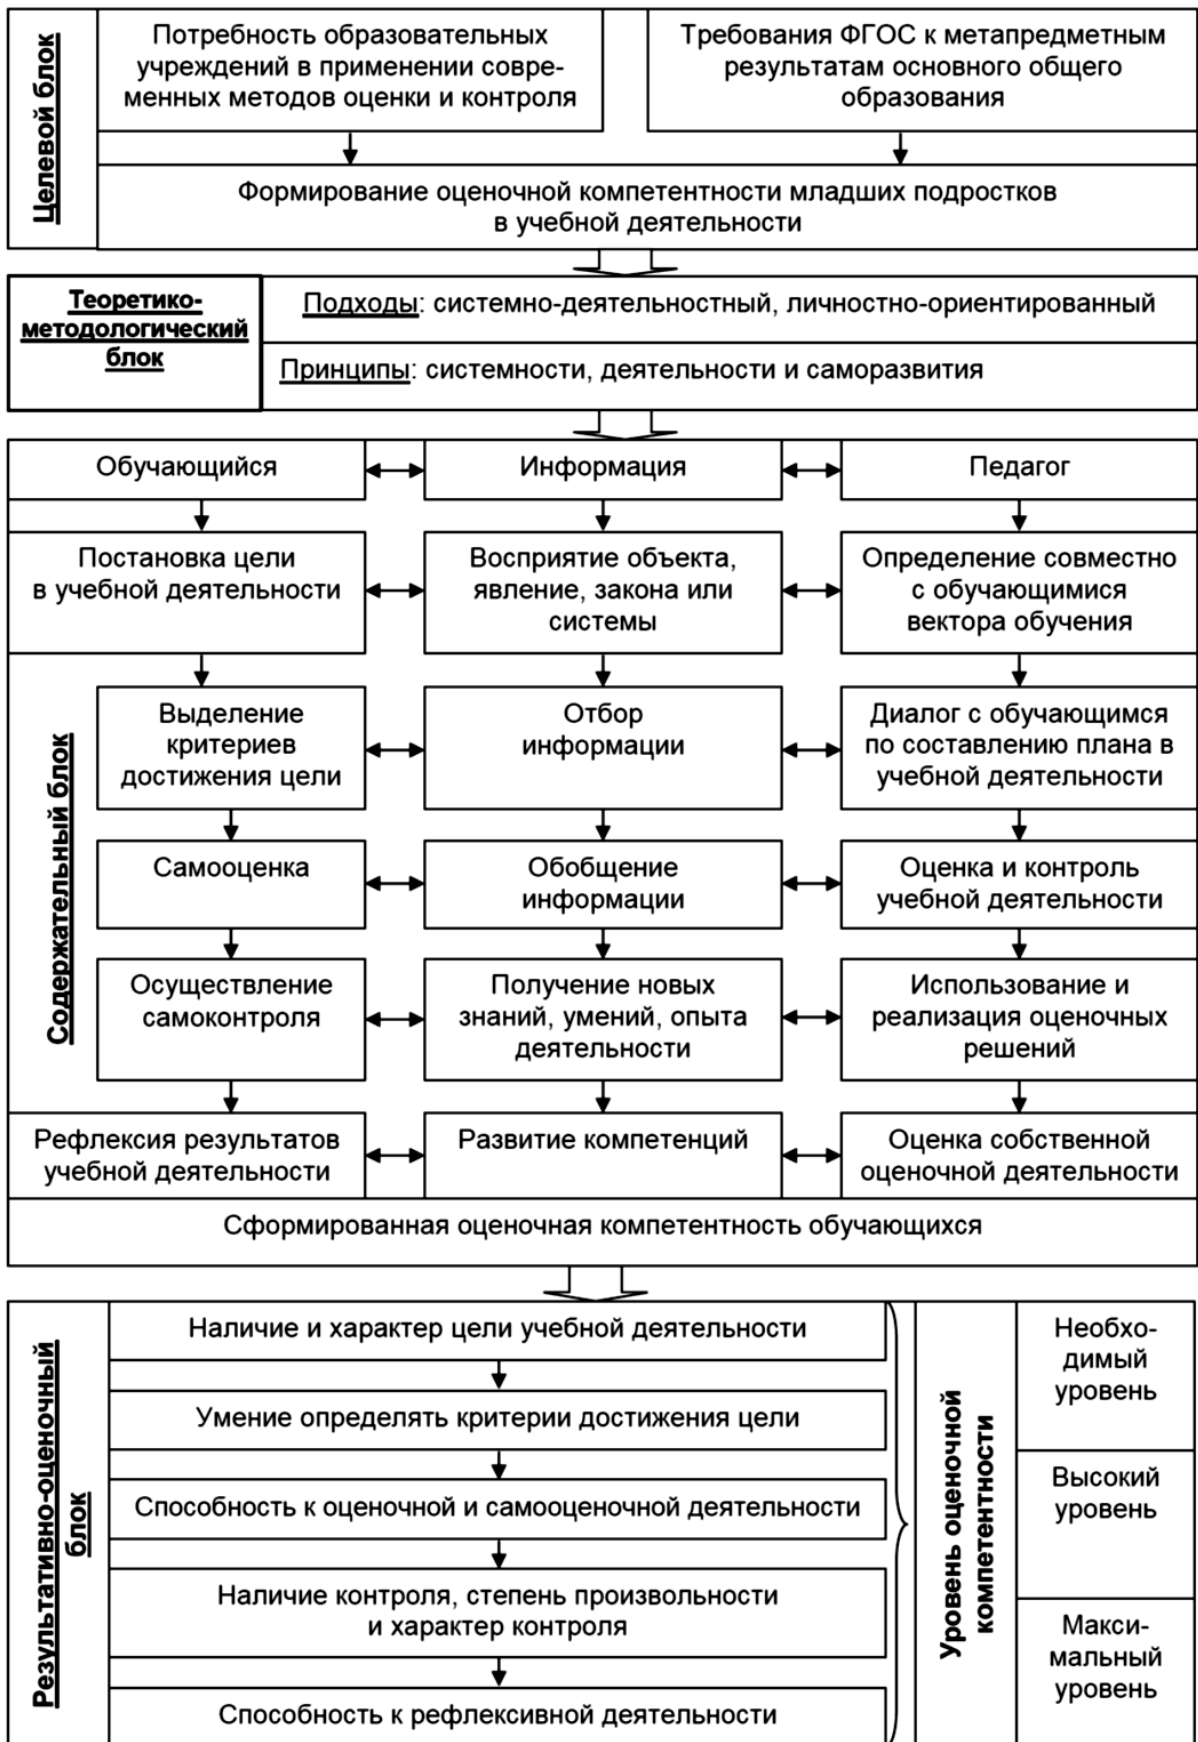 Целевой блок
Потребность образовательных
учреждений в применении совре-
менных методов оценки и контроля
Требования ФГОС к метапредметным
результатам основного общего
образования
Формирование оценочной компетентности младших подростков
в учебной деятельности
Теоретико-
методологический
блок
Подходы: системно-деятельностный, личностно-ориентированный
Принципы: системности, деятельности и саморазвития
Содержательный блок
Обучающийся
Информация
Педагог
Постановка цели
в учебной деятельности
Восприятие объекта,
явление, закона или
системы
Определение совместно
с обучающимися
вектора обучения
Выделение
критериев
достижения цели
Отбор
информации
Диалог с обучающимся
по составлению плана в
учебной деятельности
Самооценка
Обобщение
информации
Оценка и контроль
учебной деятельности
Осуществление
самоконтроля
Получение новых
знаний, умений, опыта
деятельности
Использование и
реализация оценочных
решений
Рефлексия результатов
учебной деятельности
Развитие компетенций
Оценка собственной
оценочной деятельности
Сформированная оценочная компетентность обучающихся
Результативно-оценочный
блок
Наличие и характер цели учебной деятельности
Умение определять критерии достижения цели
Способность к оценочной и самооценочной деятельности
Наличие контроля, степень произвольности
и характер контроля
Способность к рефлексивной деятельности
Уровень оценочной
компетентности
Необхо-
димый
уровень
Высокий
уровень
Макси-
мальный
уровень